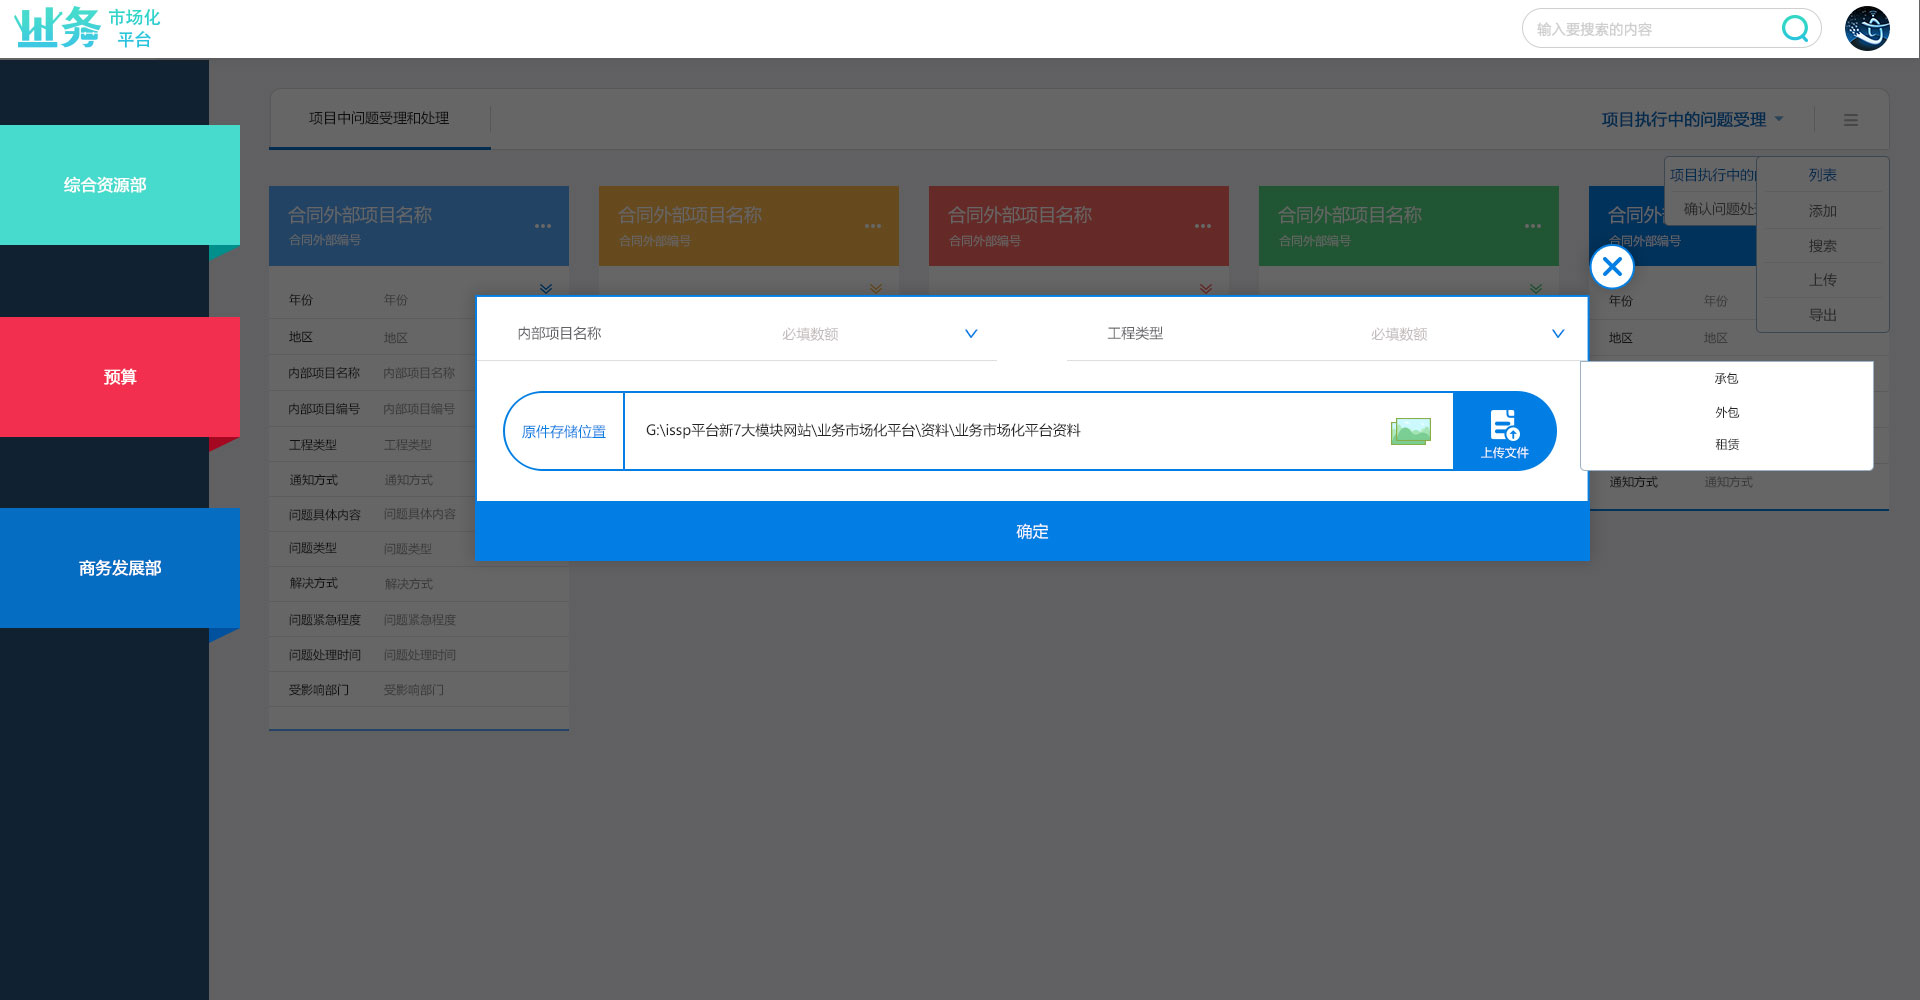 业务 市场化
平台
输入要搜索的内容
综合资源部
预算
商务发展部
项目中问题受理和处理
项目执行中的问题受理
项目执行中的
确认问题处
列表
添加
搜索
上传
导出
合同外部项目名称
合同外部编号
合同外部项目名称
合同外部编号
合同外部项目名称
合同外部编号
合同外部项目名称
合同外部编号
合同外
合同外部编号
年份 年份
地区 地区
内部项目名称 内部项目名称
内部项目编号 内部项目编号
工程类型 工程类型
通知方式 通知方式
问题具体内容 问题具体内容
问题类型 问题类型
解决方式 解决方式
问题紧急程度 问题紧急程度
问题处理时间 问题处理时间
受影响部门 受影响部门
年份 年份
地区 地区
通知方式 通知方式
内部项目名称 必填数额
工程类型 必填数额
承包
外包
租赁
原件存储位置
G:\issp平台新7大模块网站\业务市场化平台\资料\业务市场化平台资料
上传文件
确定